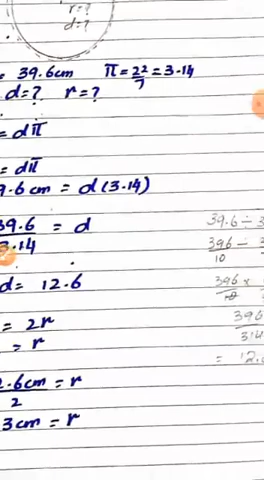 r=?
d=?
= 39.6cm π=22/7=3.14
d=? r=?
= dπ
= dπ
9.6 cm = d(3.14)
39.6/3.14 = d
d= 12.6
= 2r
= r
2.6cm/2 = r
3cm = r
39.6 ÷ 3
396/10 ÷
396/10 ×
396
= 12.